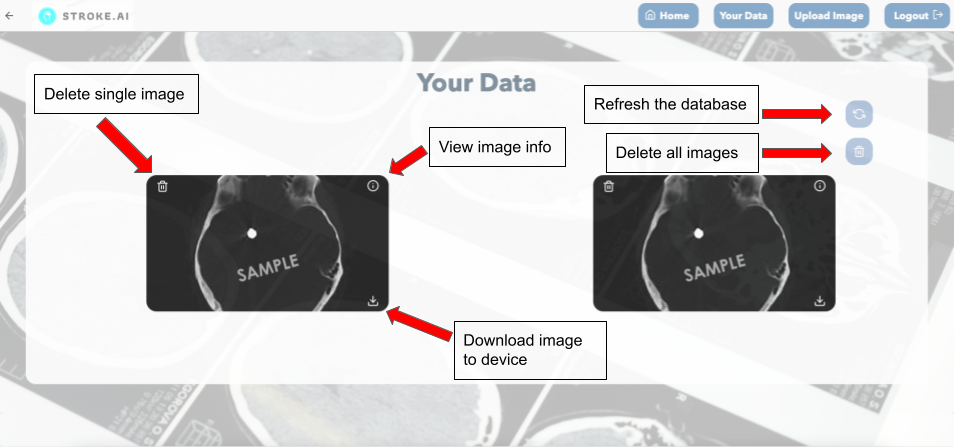 STROKE.AI
Home
Your Data
Upload Image
Logout
Your Data
Delete single image
Refresh the database
View image info
Delete all images
SAMPLE
SAMPLE
Download image
to device